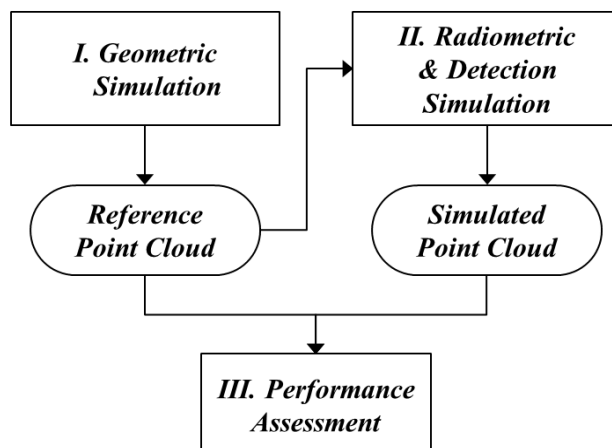 I. Geometric
Simulation
II. Radiometric
& Detection
Simulation
Reference
Point Cloud
Simulated
Point Cloud
III. Performance
Assessment